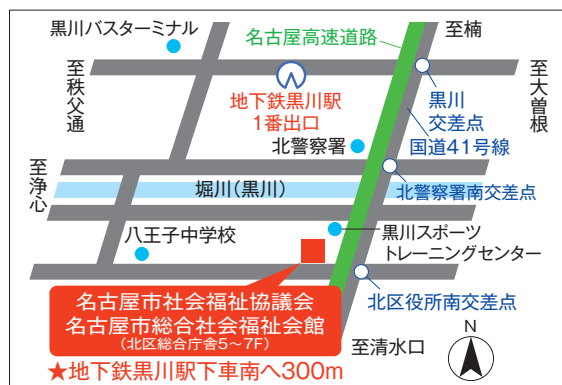 黒川バスターミナル
名古屋高速道路
至楠
至秩父通
地下鉄黒川駅
1番出口
黒川
交差点
至大曽根
国道41号線
北警察署
至浄心
堀川(黒川)
北警察署南交差点
八王子中学校
黒川スポーツ
トレーニングセンター
名古屋市社会福祉協議会
名古屋市総合社会福祉会館
(北区総合庁舎5〜7F)
北区役所南交差点
至清水口
N
★地下鉄黒川駅下車南へ300m